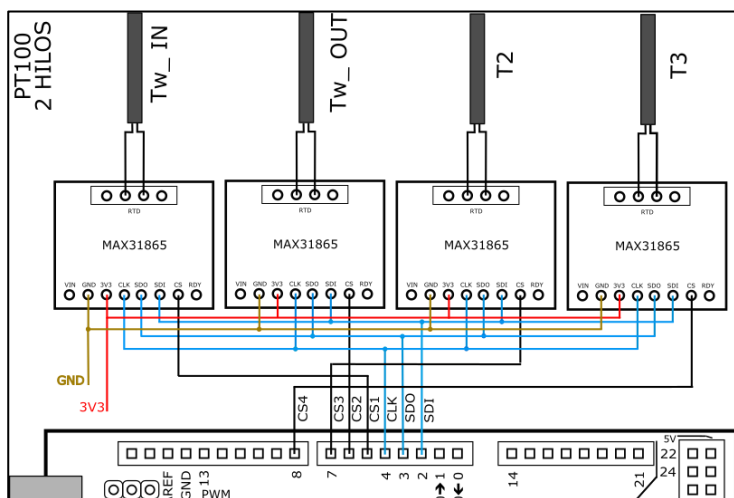 PT100
2 HILOS
Tw_ IN
Tw_ OUT
T2
T3
RTD
RTD
RTD
RTD
MAX31865
MAX31865
MAX31865
MAX31865
VIN GND 3V3 CLK SDO SDI CS RDY
VIN GND 3V3 CLK SDO SDI CS RDY
VIN GND 3V3 CLK SDO SDI CS RDY
VIN GND 3V3 CLK SDO SDI CS RDY
GND
3V3
CS4
CS3
CS2
CS1
CLK
SDO
SDI
5V
22
24
AREF
GND
13
PWM
8
7
4
3
2
1
0
14
21